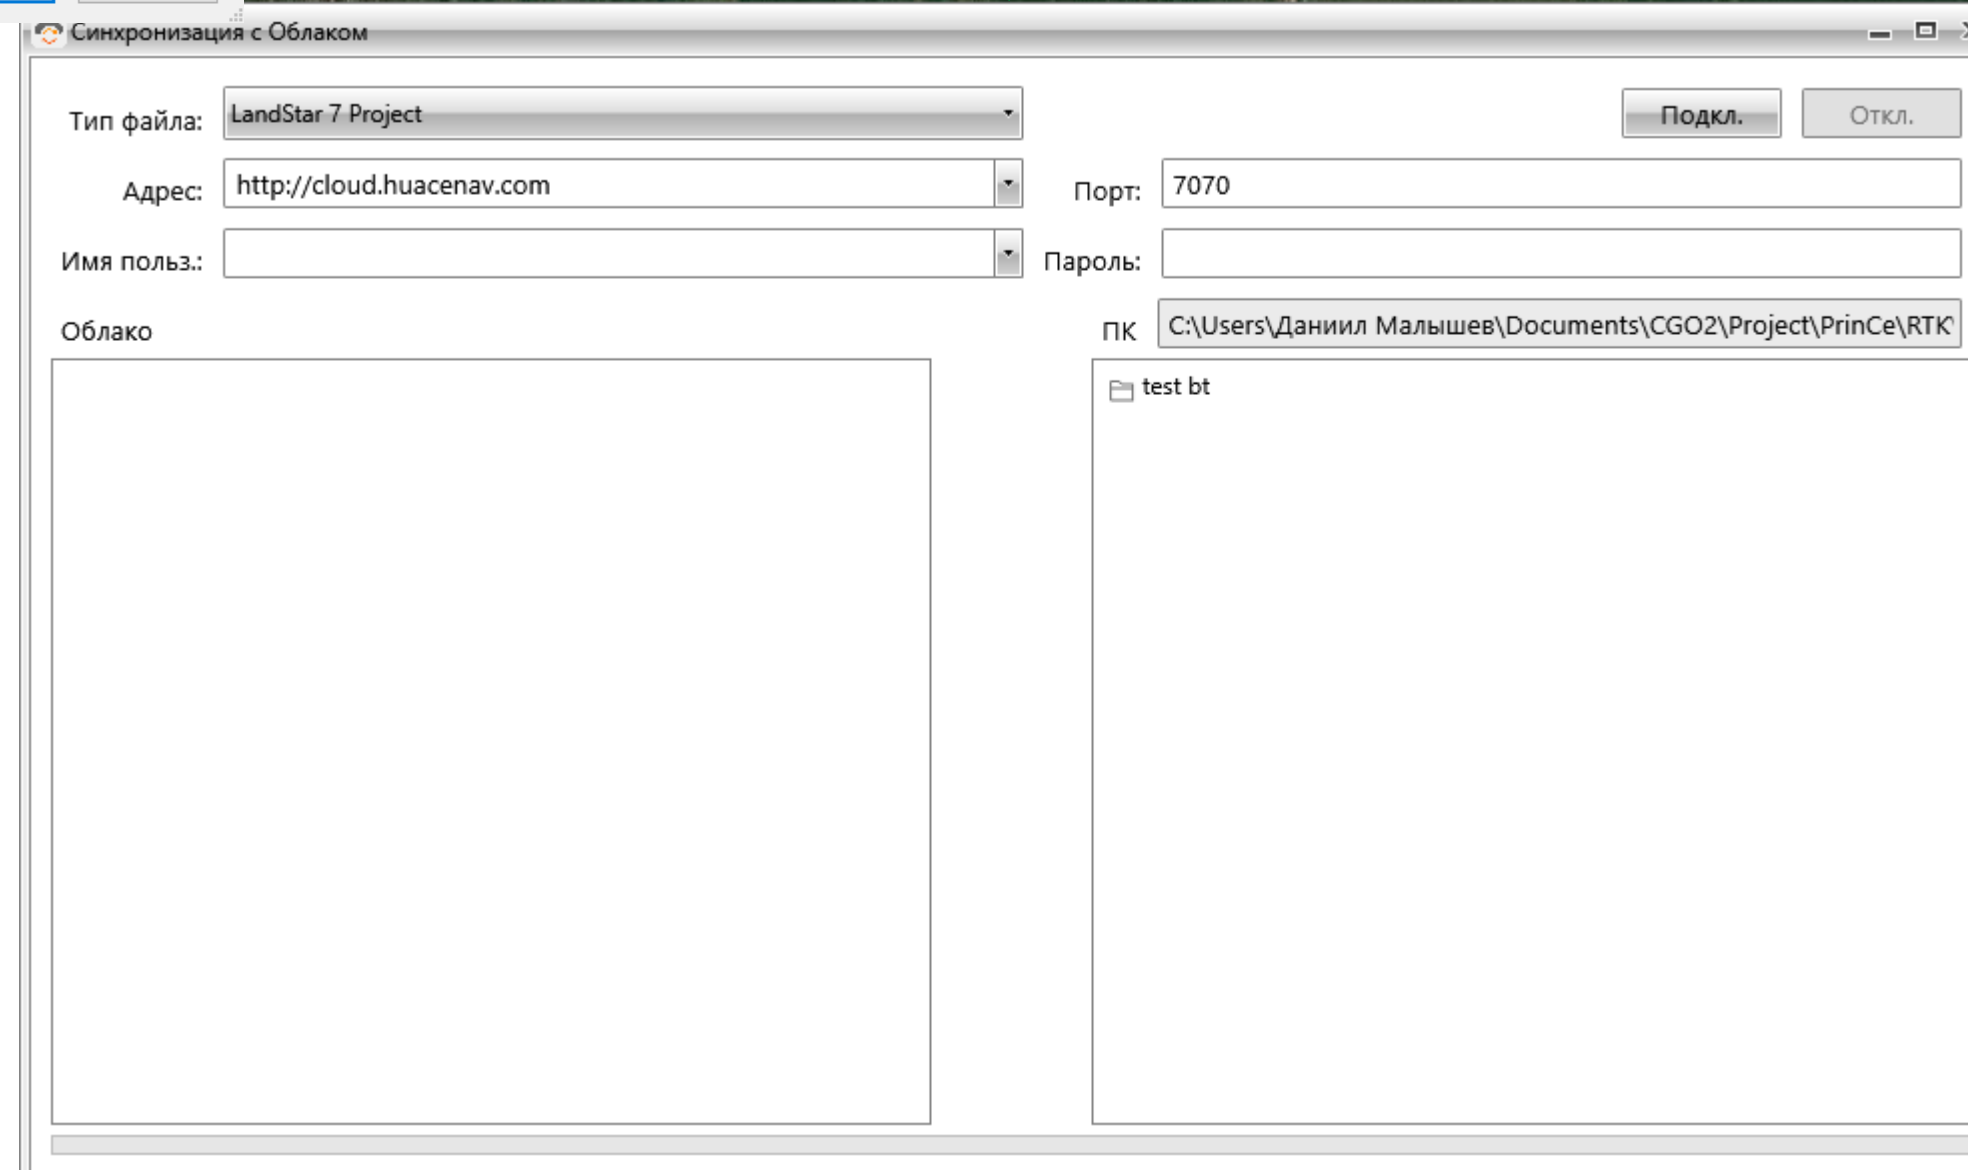 Синхронизация с Облаком
Тип файла: LandStar 7 Project Подкл. Откл.
Адрес: http://cloud.huacenav.com Порт: 7070
Имя польз.: Пароль:
Облако ПК C:\Users\Даниил Малышев\Documents\CGO2\Project\PrinCe\RTK\
test bt